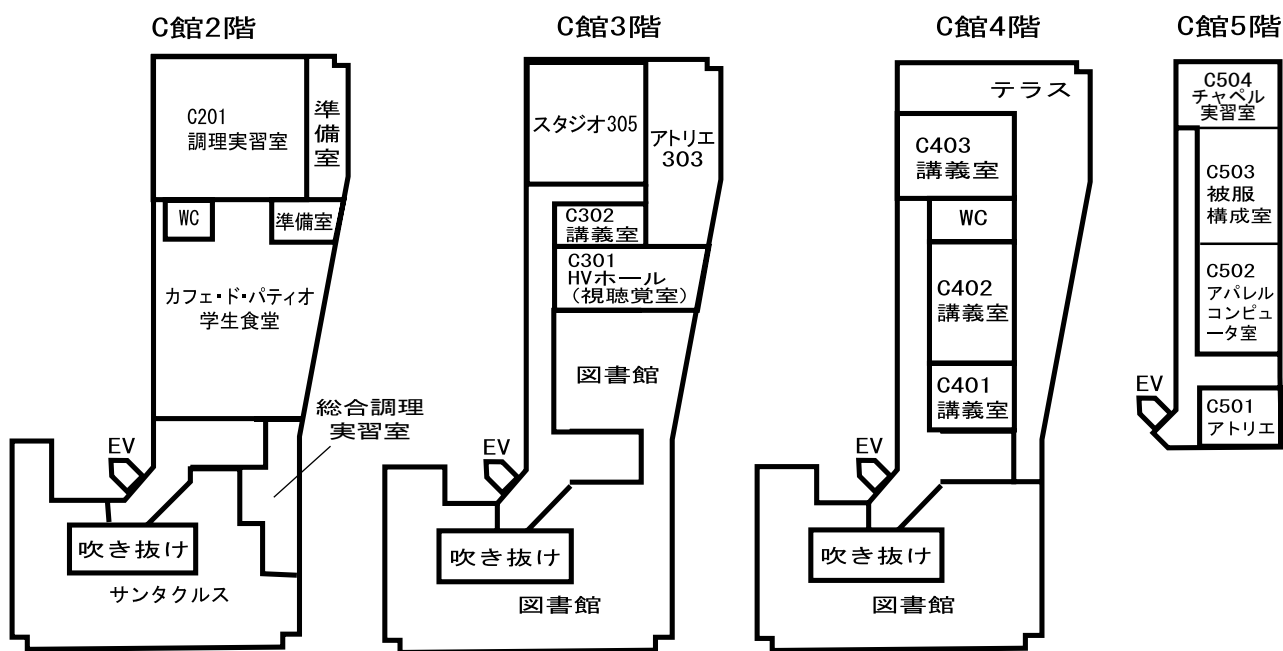 C館2階
C201
調理実習室
準
備
室
WC
準備室
カフェ・ド・パティオ
学生食堂
総合調理
実習室
EV
吹き抜け
サンタクルス
C館3階
スタジオ305
アトリエ
303
C302
講義室
C301
HVホール
(視聴覚室)
図書館
EV
吹き抜け
図書館
C館4階
テラス
C403
講義室
WC
C402
講義室
C401
講義室
EV
吹き抜け
図書館
C館5階
C504
チャペル
実習室
C503
被服
構成室
C502
アパレル
コンピュ
ータ室
EV
C501
アトリエ